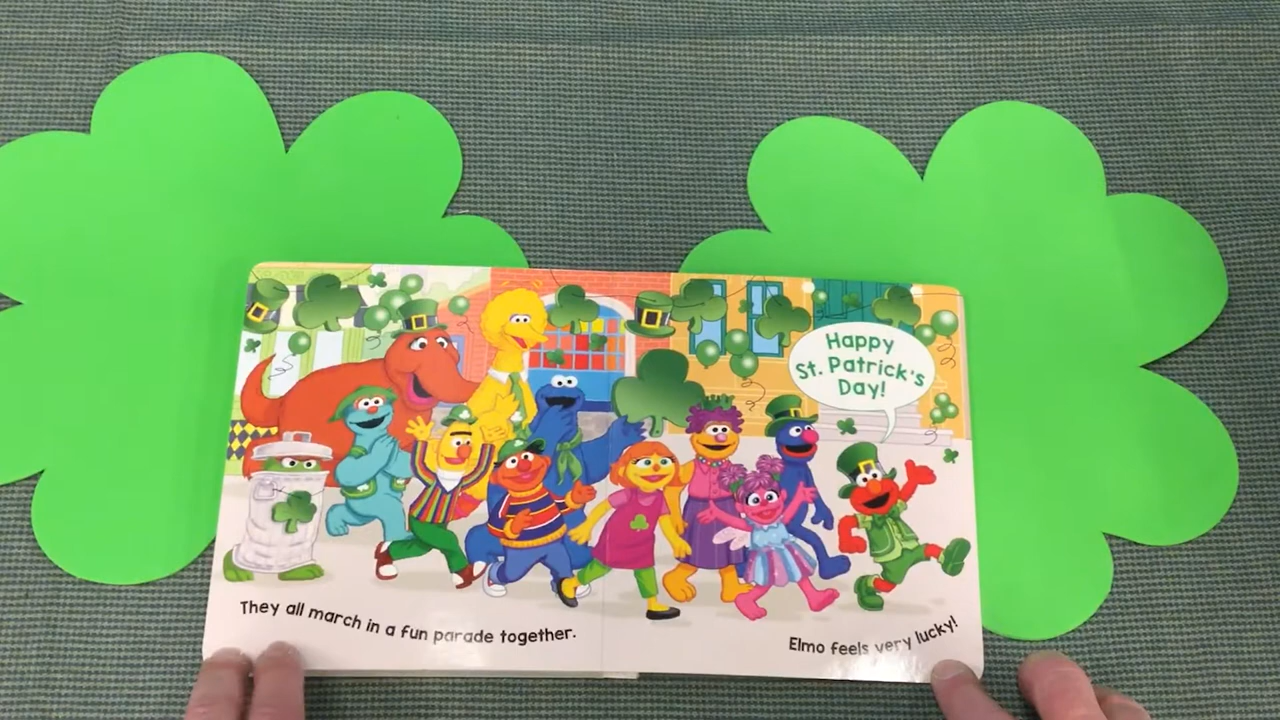 Happy
St. Patrick's
Day!
They all march in a fun parade together.
Elmo feels very lucky!